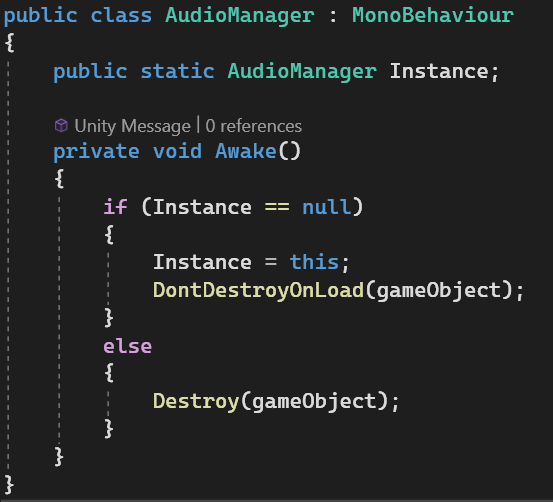 public class AudioManager : MonoBehaviour
{
    public static AudioManager Instance;
    Unity Message | 0 references
    private void Awake()
    {
        if (Instance == null)
        {
            Instance = this;
            DontDestroyOnLoad(gameObject);
        }
        else
        {
            Destroy(gameObject);
        }
    }
}